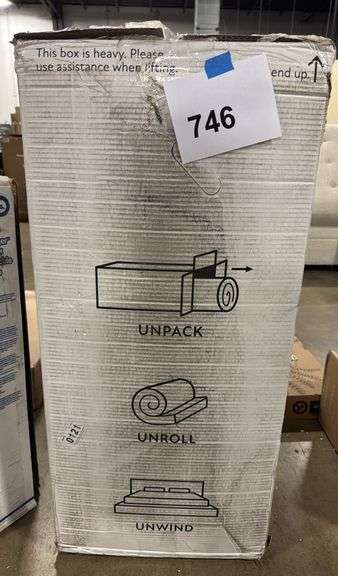 This box is heavy. Please
use assistance when lifting.
end up
746
UNPACK
UNROLL
0121
UNWIND